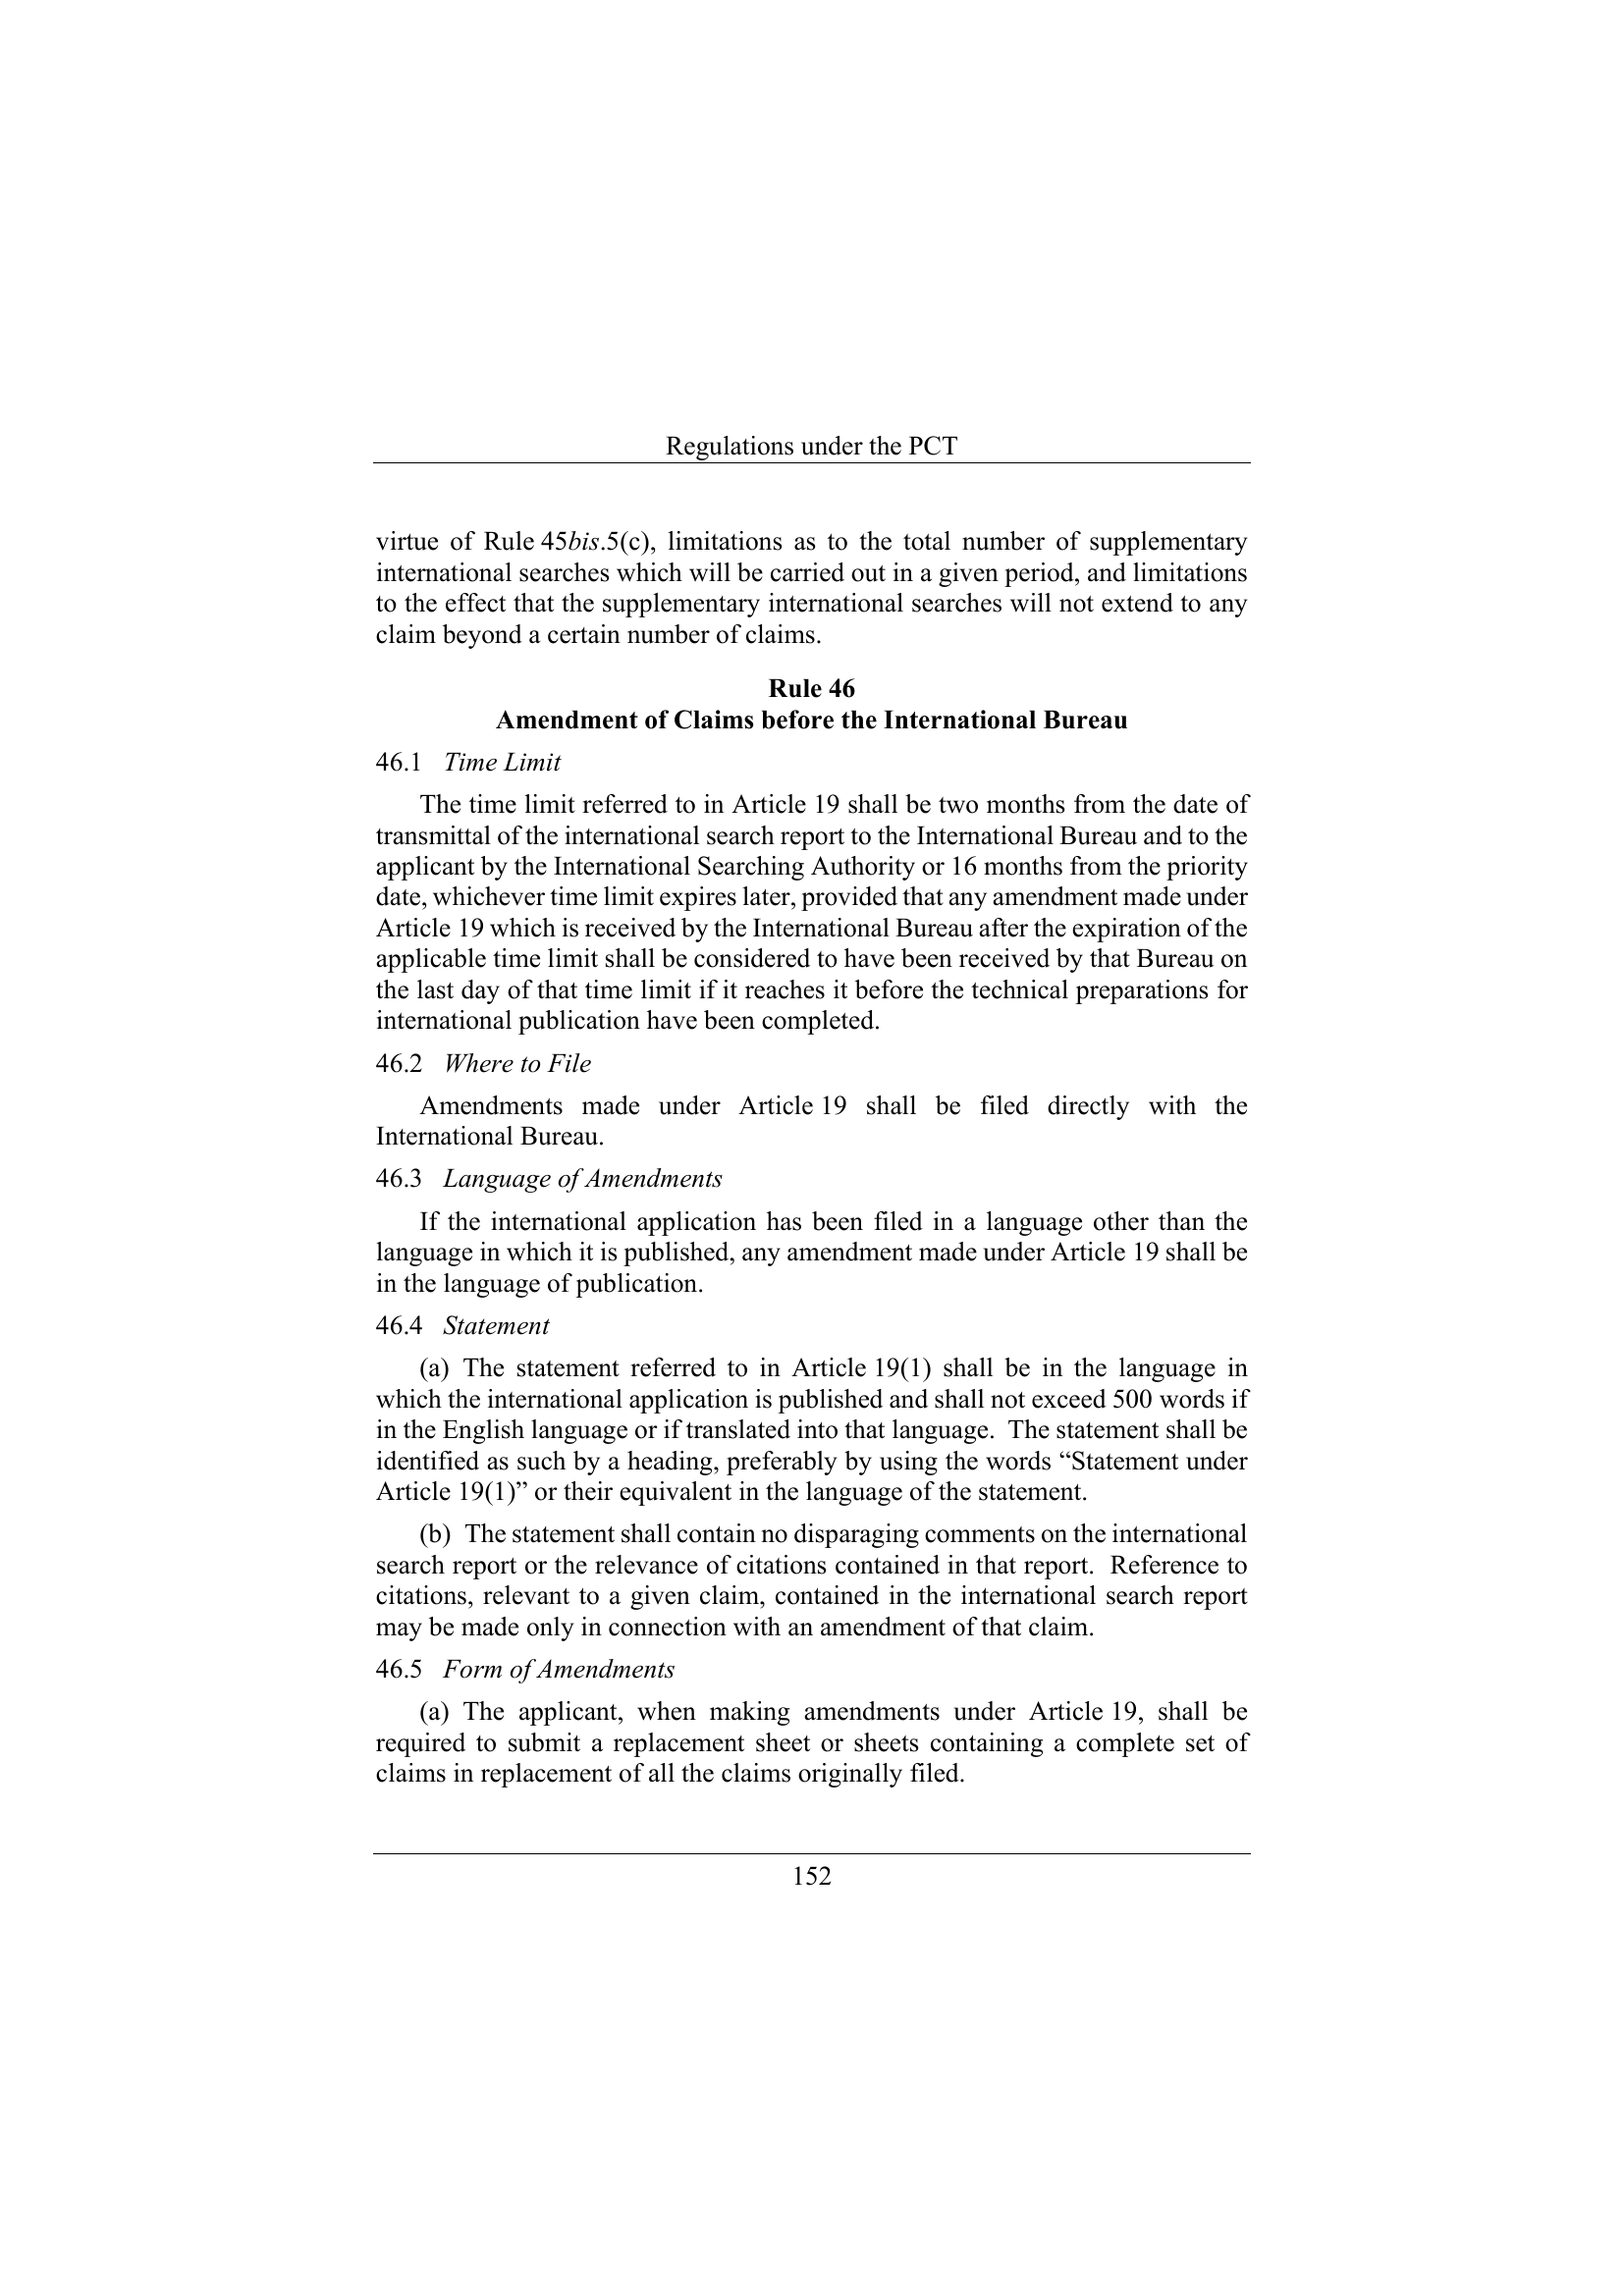 Regulations under the PCT
virtue of Rule 45bis.5(c), limitations as to the total number of supplementary
international searches which will be carried out in a given period, and limitations
to the effect that the supplementary international searches will not extend to any
claim beyond a certain number of claims.
Rule 46
Amendment of Claims before the International Bureau
46.1 Time Limit
The time limit referred to in Article 19 shall be two months from the date of
transmittal of the international search report to the International Bureau and to the
applicant by the International Searching Authority or 16 months from the priority
date, whichever time limit expires later, provided that any amendment made under
Article 19 which is received by the International Bureau after the expiration of the
applicable time limit shall be considered to have been received by that Bureau on
the last day of that time limit if it reaches it before the technical preparations for
international publication have been completed.
46.2 Where to File
Amendments made under Article 19 shall be filed directly with the
International Bureau.
46.3 Language of Amendments
If the international application has been filed in a language other than the
language in which it is published, any amendment made under Article 19 shall be
in the language of publication.
46.4 Statement
(a) The statement referred to in Article 19(1) shall be in the language in
which the international application is published and shall not exceed 500 words if
in the English language or if translated into that language. The statement shall be
identified as such by a heading, preferably by using the words “Statement under
Article 19(1)” or their equivalent in the language of the statement.
(b) The statement shall contain no disparaging comments on the international
search report or the relevance of citations contained in that report. Reference to
citations, relevant to a given claim, contained in the international search report
may be made only in connection with an amendment of that claim.
46.5 Form of Amendments
(a) The applicant, when making amendments under Article 19, shall be
required to submit a replacement sheet or sheets containing a complete set of
claims in replacement of all the claims originally filed.
152